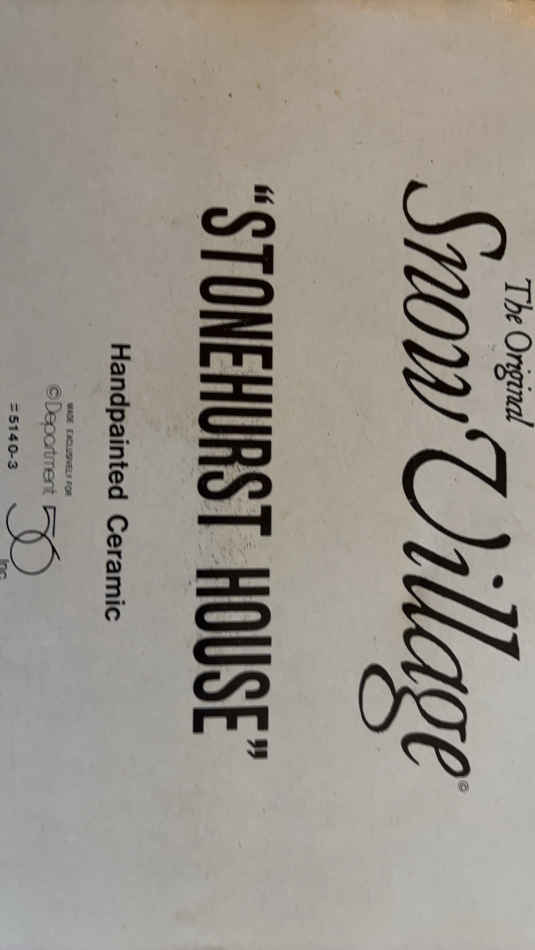 The Original
Snow Village©
"STONEHURST HOUSE"
Handpainted Ceramic
MADE EXCLUSIVELY FOR
© Department 56 Inc
=5140-3